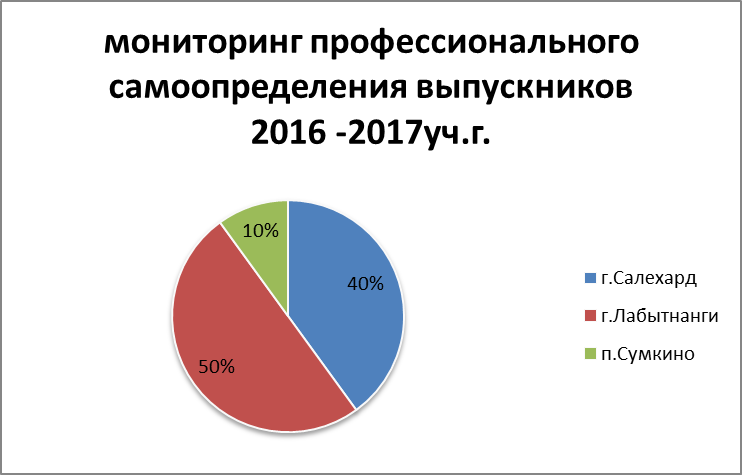 мониторинг профессионального
самоопределения выпускников
2016 -2017уч.г.
10%
40%
50%
г.Салехард
г.Лабытнанги
п.Сумкино